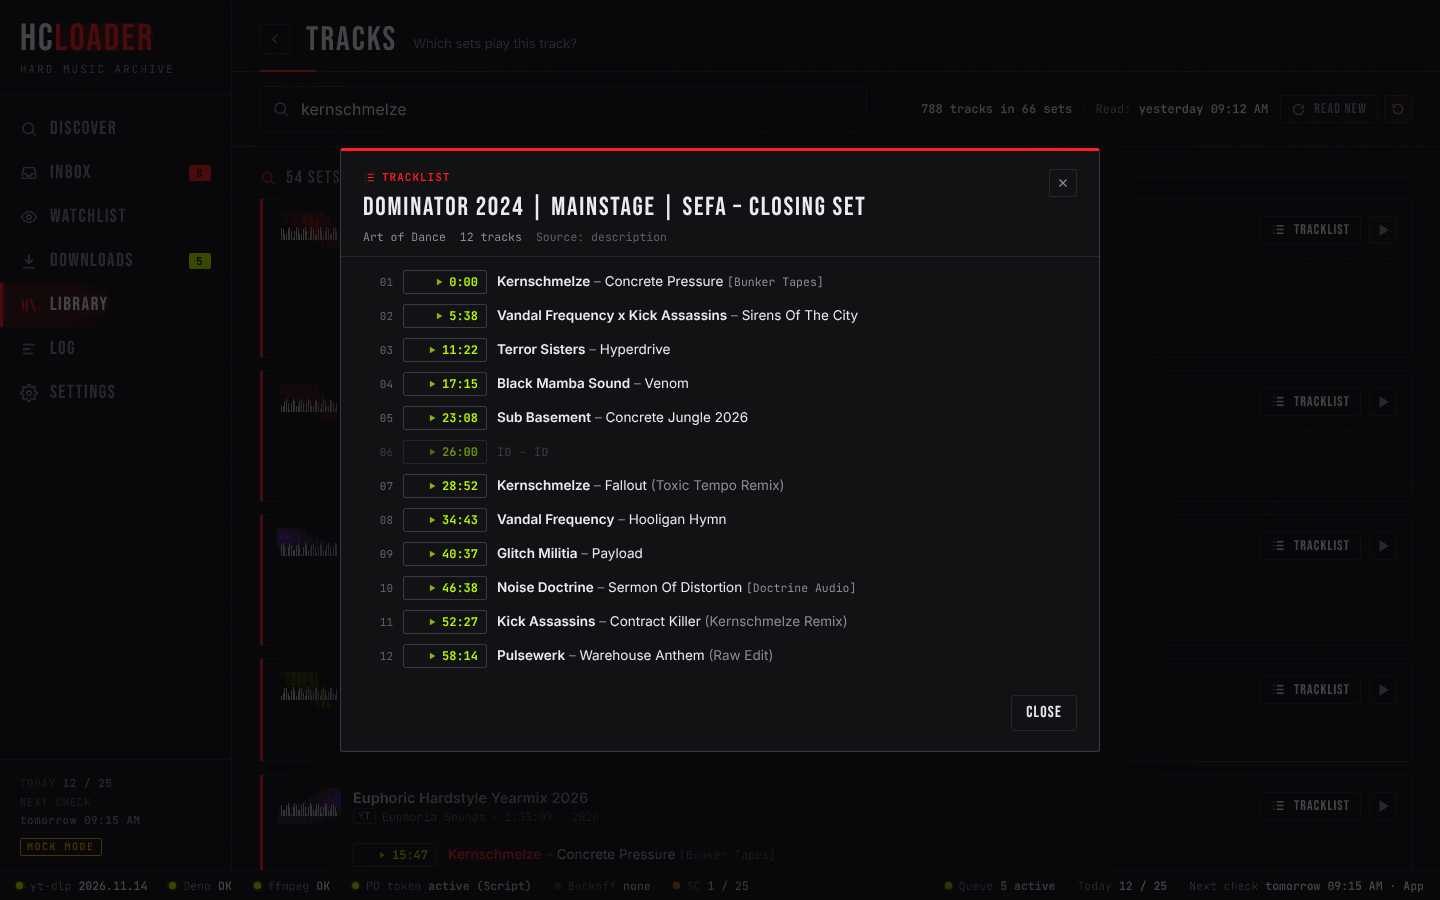 HCLOADER
HARD MUSIC ARCHIVE
DISCOVER
INBOX 8
WATCHLIST
DOWNLOADS 5
LIBRARY
LOG
SETTINGS
TODAY 12 / 25
NEXT CHECK
tomorrow 09:15 AM
MOCK MODE
TRACKS Which sets play this track?
kernschmelze
788 tracks in 66 sets · Read: yesterday 09:12 AM READ NEW
54 SETS
TRACKLIST
DOMINATOR 2024 | MAINSTAGE | SEFA – CLOSING SET
Art of Dance 12 tracks Source: description
01 0:00 Kernschmelze – Concrete Pressure [Bunker Tapes]
02 5:38 Vandal Frequency x Kick Assassins – Sirens Of The City
03 11:22 Terror Sisters – Hyperdrive
04 17:15 Black Mamba Sound – Venom
05 23:08 Sub Basement – Concrete Jungle 2026
06 26:00 ID - ID
07 28:52 Kernschmelze – Fallout (Toxic Tempo Remix)
08 34:43 Vandal Frequency – Hooligan Hymn
09 40:37 Glitch Militia – Payload
10 46:38 Noise Doctrine – Sermon Of Distortion [Doctrine Audio]
11 52:27 Kick Assassins – Contract Killer (Kernschmelze Remix)
12 58:14 Pulsewerk – Warehouse Anthem (Raw Edit)
CLOSE
TRACKLIST
TRACKLIST
TRACKLIST
TRACKLIST
Euphoric Hardstyle Yearmix 2026
YT Euphoria Sounds · 1:35:09 · 2026
TRACKLIST
15:47 Kernschmelze – Concrete Pressure [Bunker Tapes]
yt-dlp 2026.11.14 Deno OK ffmpeg OK PO token active (Script) Backoff none SC 1 / 25 Queue 5 active Today 12 / 25 Next check tomorrow 09:15 AM · App